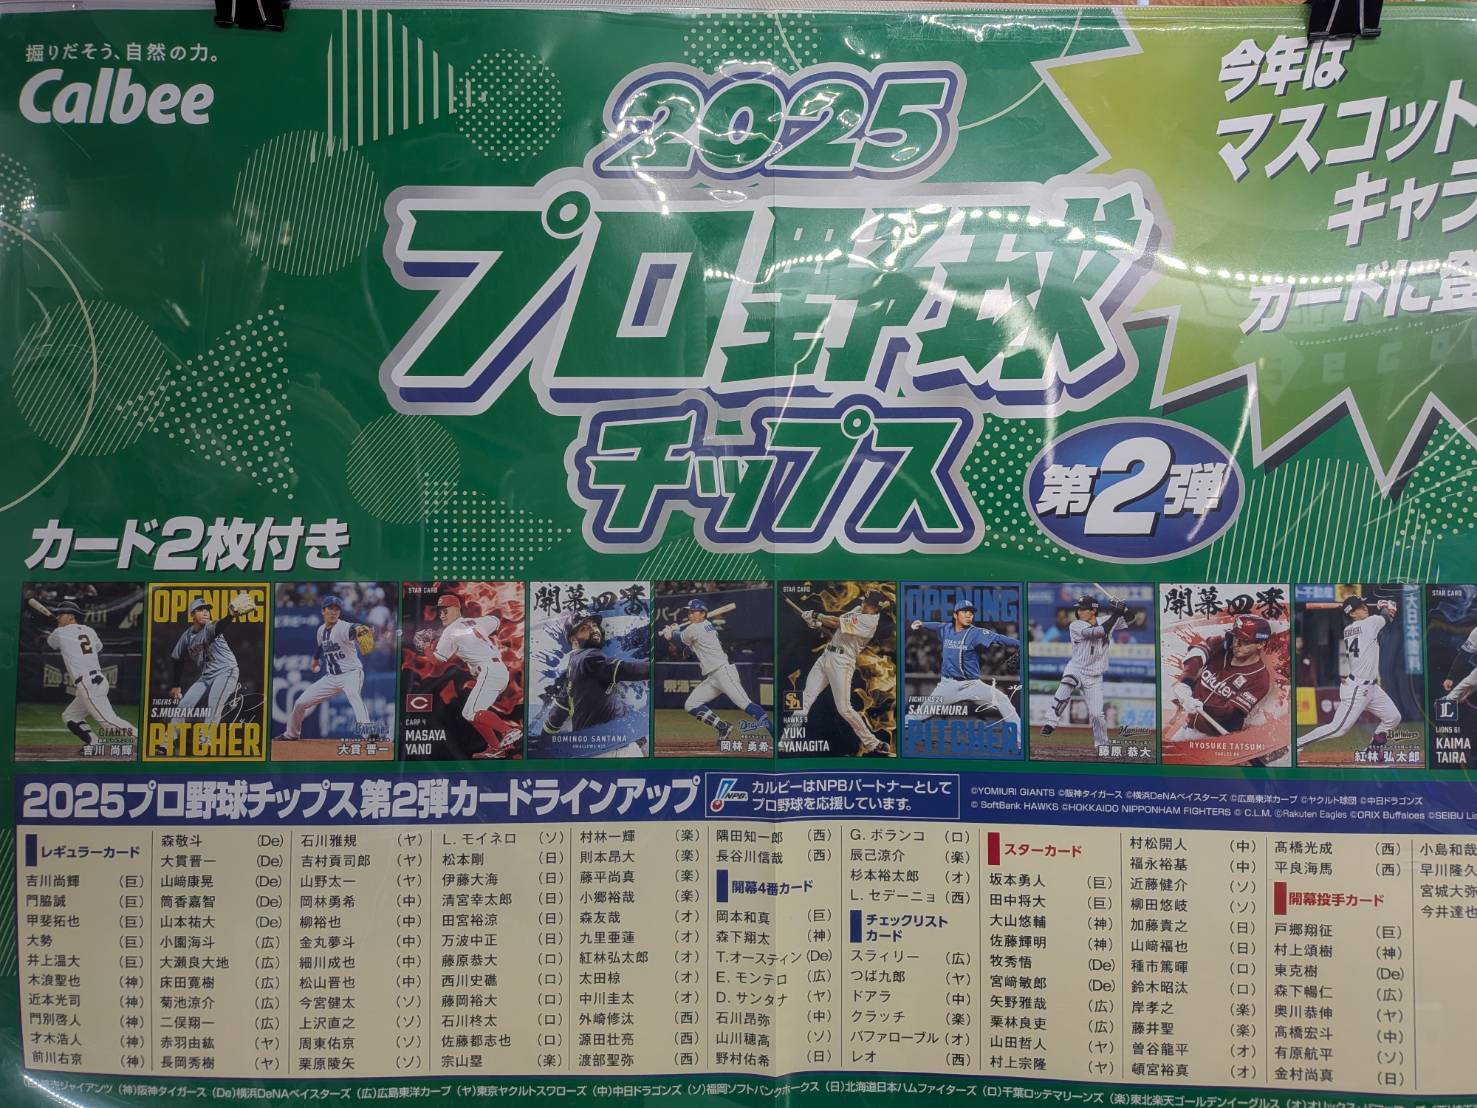 掘りだそう、自然の力。
Calbee
2025
プロ野球
チップス
第2弾
今年は
マスコット
キャラ
カードに登
カード2枚付き
2
GIANTS
吉川 尚輝
OPENING
TIGERS 41
S.MURAKAMI
PITCHER
16
大貫 晋一
STAR CARD
CARP 4
MASAYA
YANO
開幕四番
DOMINGO SANTANA
Dragons
岡林 勇希
STAR CARD
HAWKS 9
YUKI
YANAGITA
OPENING
FIGHTERS 24
S.KANEMURA
PITCHER
1
Marines
藤原 恭大
開幕四番
Rakuten
RYOSUKE TATSUMI
Buffaloes
紅林 弘太郎
STAR CARD
LIONS 61
KAIMA
TAIRA
2025プロ野球チップス 第2弾カードラインアップ
NPB
カルビーはNPBパートナーとして
プロ野球を応援しています。
©YOMIURI GIANTS ©阪神タイガース ©横浜DeNAベイスターズ ©広島東洋カープ ©ヤクルト球団 ©中日ドラゴンズ
© SoftBank HAWKS ©HOKKAIDO NIPPONHAM FIGHTERS © C.L.M. ©Rakuten Eagles ©ORIX Buffaloes ©SEIBU Li
レギュラーカード
吉川尚輝 (巨)
門脇誠 (巨)
甲斐拓也 (巨)
大勢 (巨)
井上温大 (巨)
木浪聖也 (神)
近本光司 (神)
門別啓人 (神)
才木浩人 (神)
前川右京 (神)
森敬斗 (De)
大貫晋一 (De)
山﨑康晃 (De)
筒香嘉智 (De)
山本祐大 (De)
小園海斗 (広)
大瀬良大地 (広)
床田寛樹 (広)
菊池涼介 (広)
二俣翔一 (広)
赤羽由紘 (ヤ)
長岡秀樹 (ヤ)
石川雅規 (ヤ)
吉村貢司郎 (ヤ)
山野太一 (ヤ)
岡林勇希 (中)
柳裕也 (中)
金丸夢斗 (中)
細川成也 (中)
松山晋也 (中)
今宮健太 (ソ)
上沢直之 (ソ)
周東佑京 (ソ)
栗原陵矢 (ソ)
L. モイネロ (ソ)
松本剛 (日)
伊藤大海 (日)
清宮幸太郎 (日)
田宮裕涼 (日)
万波中正 (日)
藤原恭大 (ロ)
西川史礁 (ロ)
藤岡裕大 (ロ)
石川柊太 (ロ)
佐藤都志也 (ロ)
宗山塁 (楽)
村林一輝 (楽)
則本昂大 (楽)
藤平尚真 (楽)
小郷裕哉 (楽)
森友哉 (オ)
九里亜蓮 (オ)
紅林弘太郎 (オ)
太田椋 (オ)
中川圭太 (オ)
外崎修汰 (西)
源田壮亮 (西)
渡部聖弥 (西)
隅田知一郎 (西)
長谷川信哉 (西)
開幕4番カード
岡本和真 (巨)
森下翔太 (神)
T.オースティン (De)
E. モンテロ (広)
D. サンタナ (ヤ)
石川昂弥 (中)
山川穂高 (ソ)
野村佑希 (日)
G. ポランコ (ロ)
辰己涼介 (楽)
杉本裕太郎 (オ)
L. セデーニョ (西)
チェックリスト
カード
スラィリー (広)
つば九郎 (ヤ)
ドアラ (中)
クラッチ (楽)
バファローブル (オ)
レオ (西)
スターカード
坂本勇人 (巨)
田中将大 (巨)
大山悠輔 (神)
佐藤輝明 (神)
牧秀悟 (De)
宮﨑敏郎 (De)
矢野雅哉 (広)
栗林良吏 (広)
山田哲人 (ヤ)
村上宗隆 (ヤ)
村松開人 (中)
福永裕基 (中)
近藤健介 (ソ)
柳田悠岐 (ソ)
加藤貴之 (日)
山﨑福也 (日)
種市篤暉 (ロ)
鈴木昭汰 (ロ)
岸孝之 (楽)
藤井聖 (楽)
曽谷龍平 (オ)
頓宮裕真 (オ)
髙橋光成 (西)
平良海馬 (西)
開幕投手カード
戸郷翔征 (巨)
村上頌樹 (神)
東克樹 (De)
森下暢仁 (広)
奥川恭伸 (ヤ)
髙橋宏斗 (中)
有原航平 (ソ)
金村尚真 (日)
小島和哉
早川隆久
宮城大弥
今井達也
読売ジャイアンツ (神)阪神タイガース (De)横浜DeNAベイスターズ (広)広島東洋カープ (ヤ)東京ヤクルトスワローズ (中)中日ドラゴンズ (ソ)福岡ソフトバンクホークス (日)北海道日本ハムファイターズ (ロ)千葉ロッテマリーンズ (楽)東北楽天ゴールデンイーグルス (オ)オリックス